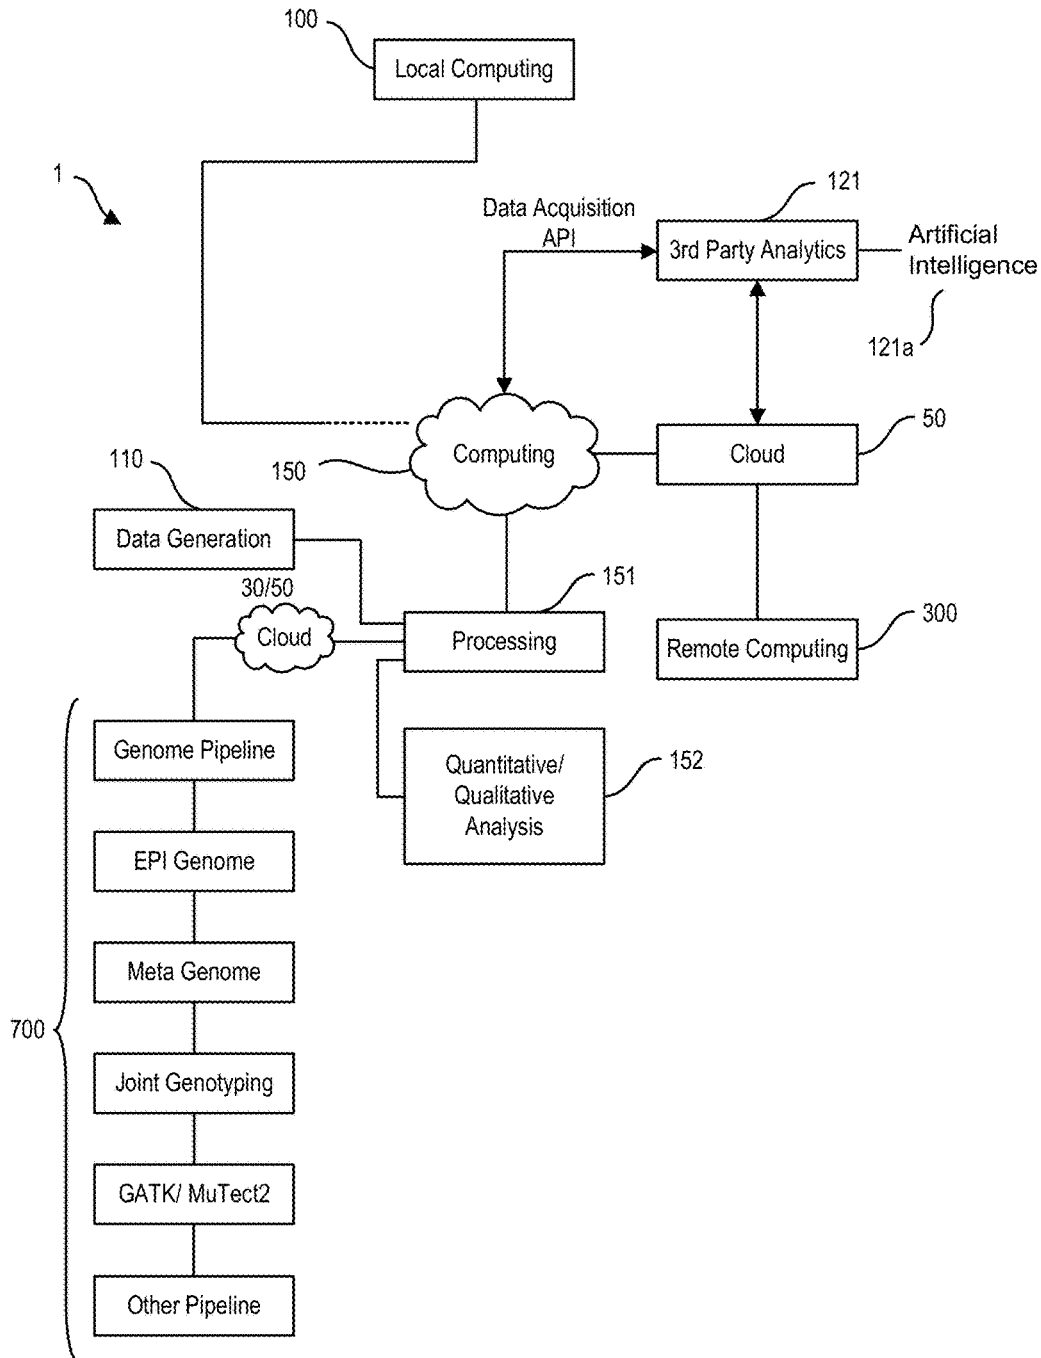 100
Local Computing
1
121
Data Acquisition
API
3rd Party Analytics
Artificial
Intelligence
121a
50
Computing
Cloud
150
110
Data Generation
151
30/50
Cloud
Processing
300
Remote Computing
Genome Pipeline
Quantitative/
Qualitative
Analysis
152
EPI Genome
Meta Genome
700
Joint Genotyping
GATK/ MuTect2
Other Pipeline